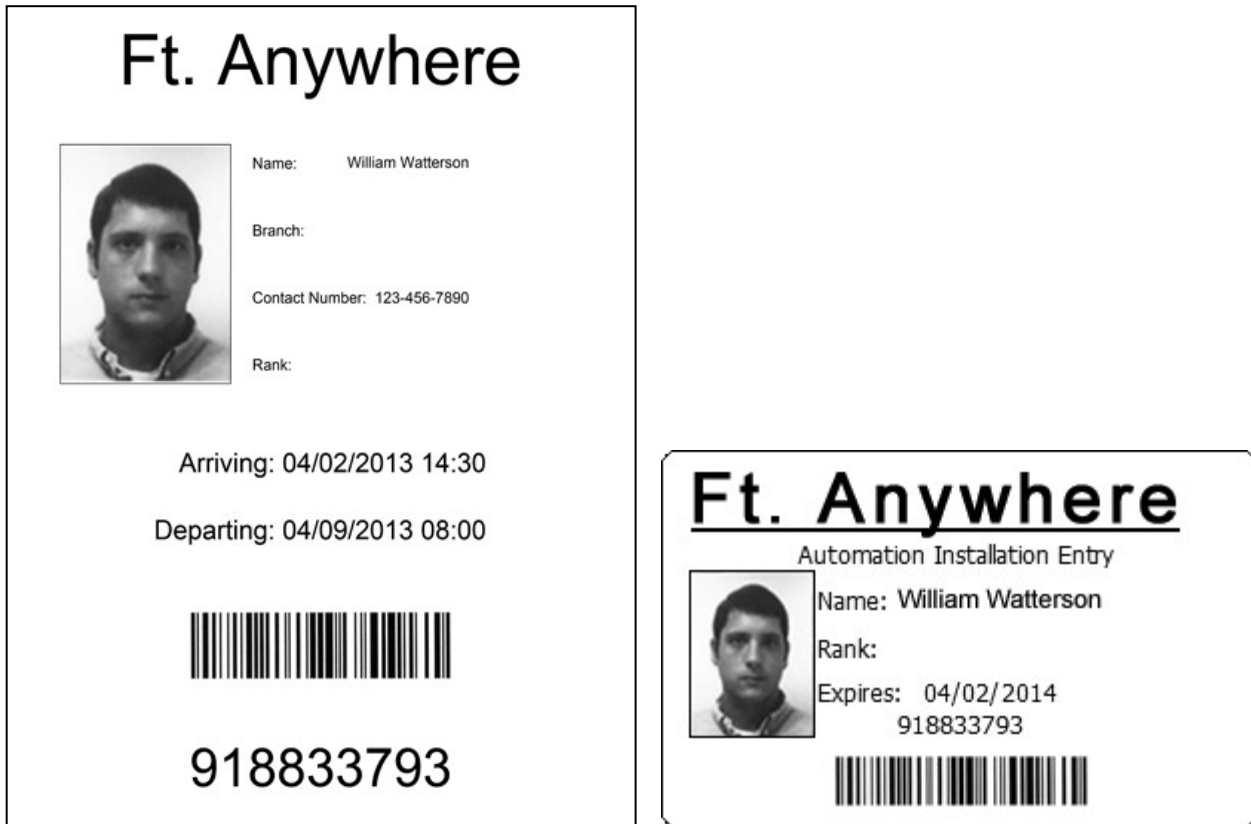 Ft. Anywhere
Name: William Watterson
Branch:
Contact Number: 123-456-7890
Rank:
Arriving: 04/02/2013 14:30
Departing: 04/09/2013 08:00
918833793
Ft. Anywhere
Automation Installation Entry
Name: William Watterson
Rank:
Expires: 04/02/2014
918833793